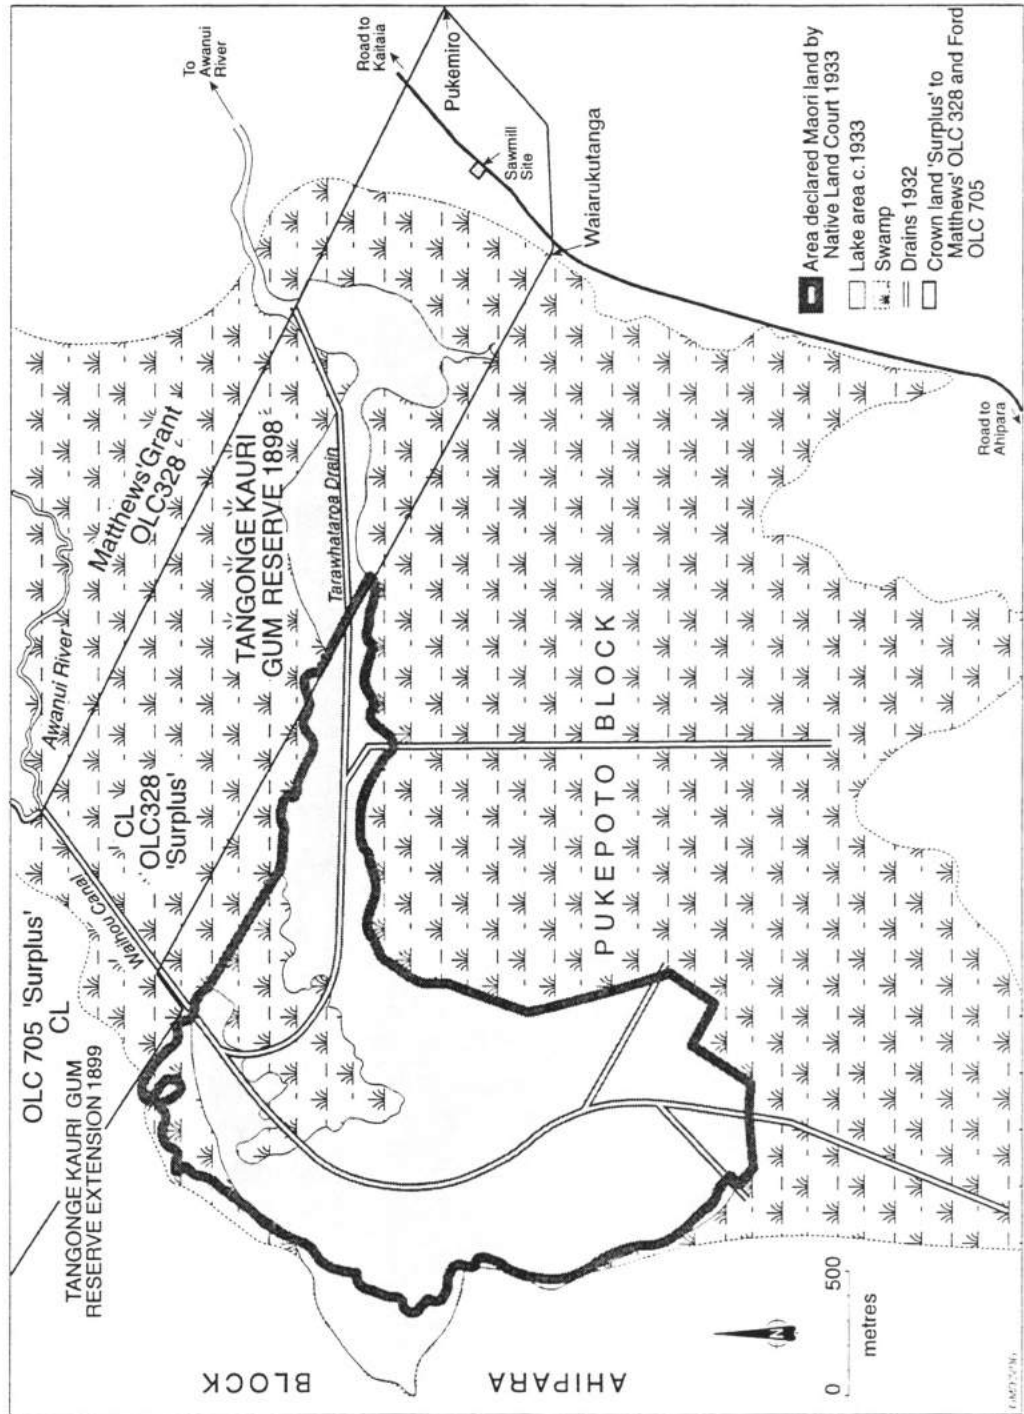 To
Awanui
River
Road to
Kaitaia
Pukemiro
Sawmill
Site
Waiarukutanga
Matthews' Grant
OLC328
TANGONGE KAURI
GUM RESERVE 1898
Tarawhataroa Drain
Awanui River
CL
OLC328
'Surplus'
Waihou Canal
OLC 705 'Surplus'
CL
TANGONGE KAURI GUM
RESERVE EXTENSION 1899
PUKEPOTO BLOCK
Road to
Ahipara
Area declared Maori land by
Native Land Court 1933
Lake area c.1933
Swamp
Drains 1932
Crown land 'Surplus' to
Matthews' OLC 328 and Ford
OLC 705
AHIPARA BLOCK
N
0 500
metres